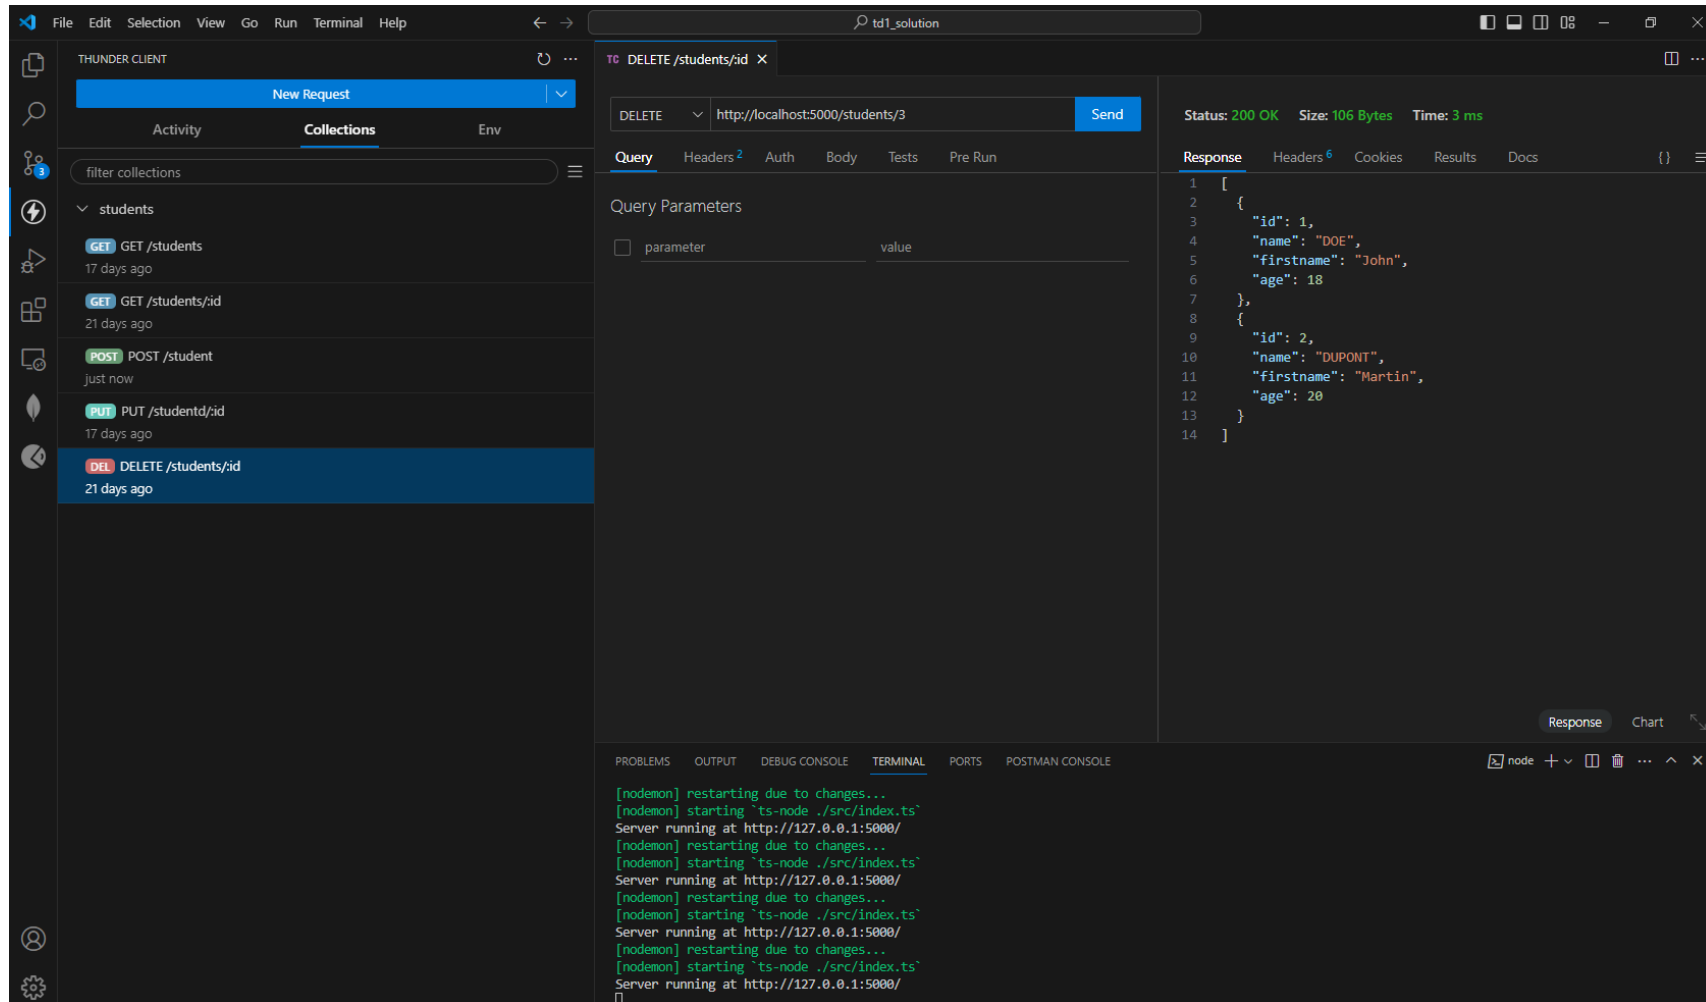 File Edit Selection View Go Run Terminal Help
td1_solution
THUNDER CLIENT
New Request
Activity Collections Env
filter collections
students
GET GET /students
17 days ago
GET GET /students/:id
21 days ago
POST POST /student
just now
PUT PUT /studentd/:id
17 days ago
DEL DELETE /students/:id
21 days ago
3
TC DELETE /students/:id
DELETE http://localhost:5000/students/3 Send
Query Headers 2 Auth Body Tests Pre Run
Query Parameters
parameter value
Status: 200 OK Size: 106 Bytes Time: 3 ms
Response Headers 6 Cookies Results Docs {}
1 [
2 {
3 "id": 1,
4 "name": "DOE",
5 "firstname": "John",
6 "age": 18
7 },
8 {
9 "id": 2,
10 "name": "DUPONT",
11 "firstname": "Martin",
12 "age": 20
13 }
14 ]
Response Chart
PROBLEMS OUTPUT DEBUG CONSOLE TERMINAL PORTS POSTMAN CONSOLE
node
[nodemon] restarting due to changes...
[nodemon] starting `ts-node ./src/index.ts`
Server running at http://127.0.0.1:5000/
[nodemon] restarting due to changes...
[nodemon] starting `ts-node ./src/index.ts`
Server running at http://127.0.0.1:5000/
[nodemon] restarting due to changes...
[nodemon] starting `ts-node ./src/index.ts`
Server running at http://127.0.0.1:5000/
[nodemon] restarting due to changes...
[nodemon] starting `ts-node ./src/index.ts`
Server running at http://127.0.0.1:5000/